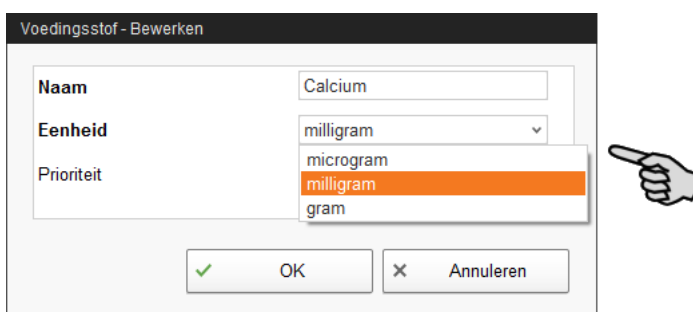 Voedingsstof - Bewerken
Naam
Calcium
Eenheid
milligram
Prioriteit
microgram
milligram
gram
OK
Annuleren